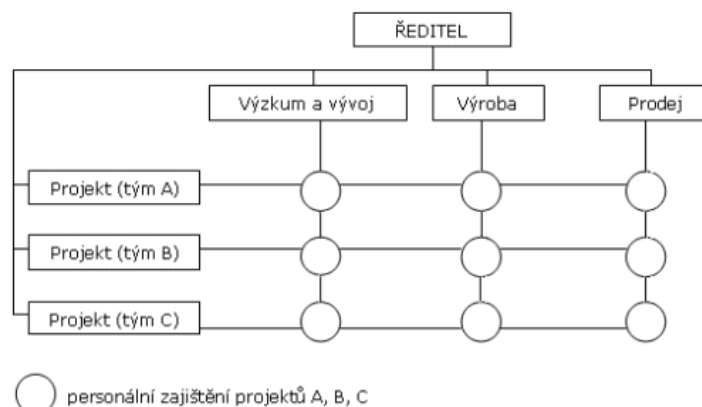 ŘEDITEL
Výzkum a vývoj
Výroba
Prodej
Projekt (tým A)
Projekt (tým B)
Projekt (tým C)
personální zajištění projektů A, B, C